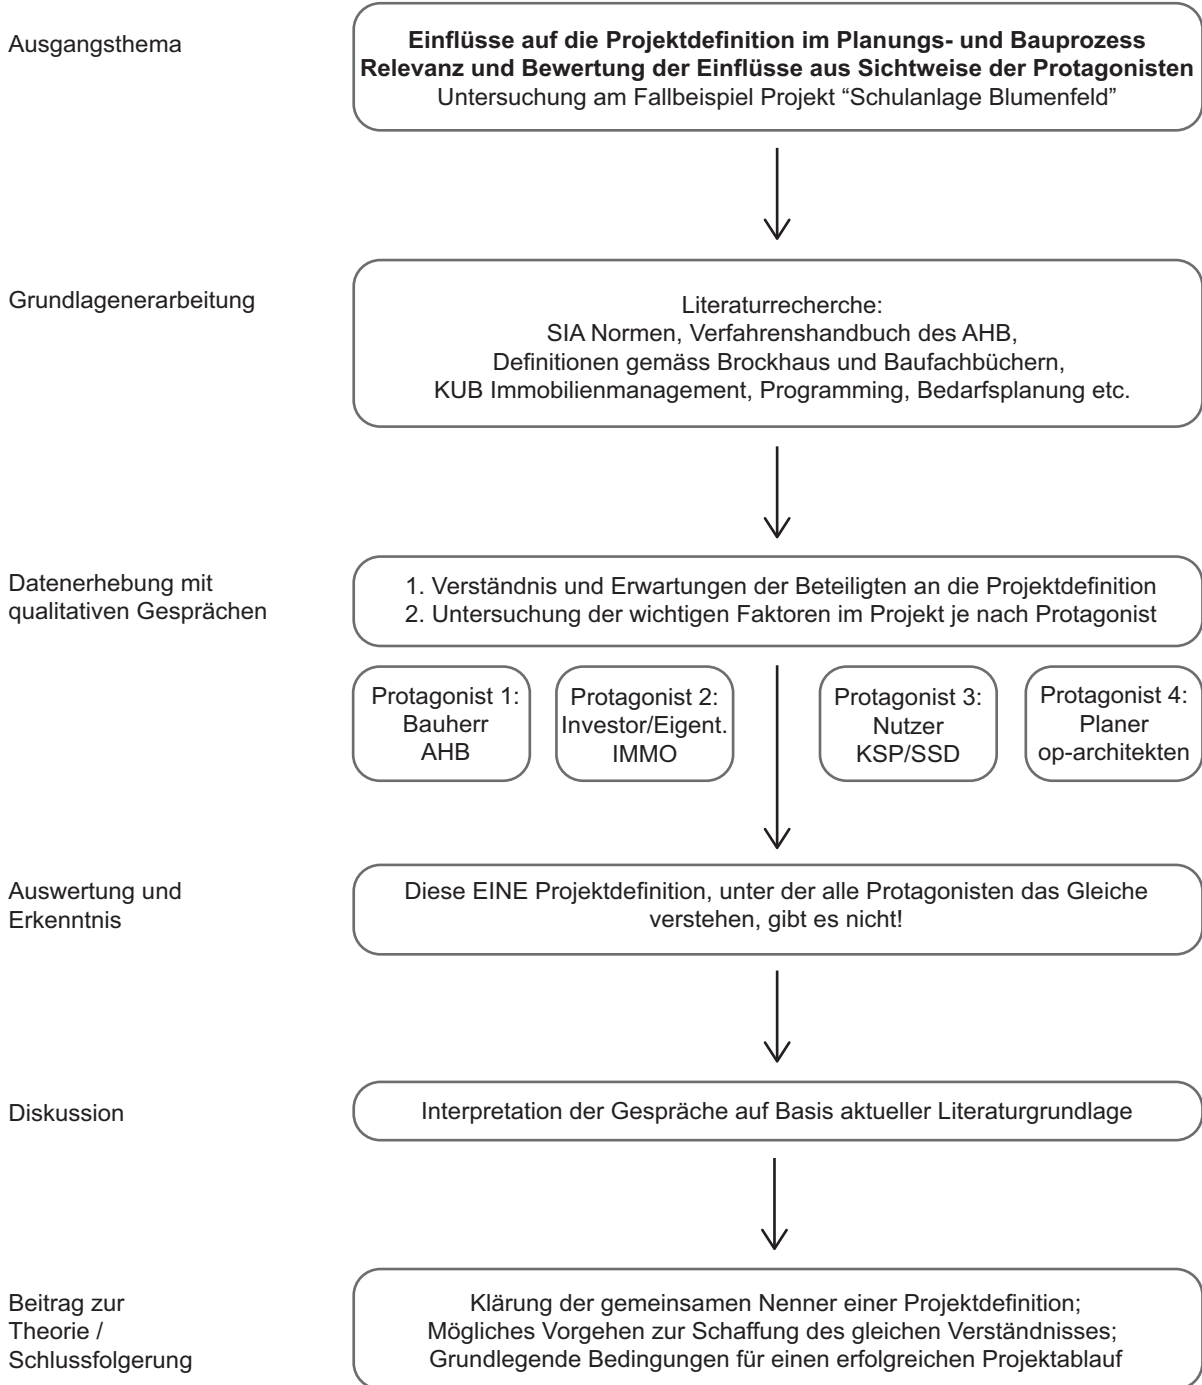 Ausgangsthema
Einflüsse auf die Projektdefinition im Planungs- und Bauprozess
Relevanz und Bewertung der Einflüsse aus Sichtweise der Protagonisten
Untersuchung am Fallbeispiel Projekt “Schulanlage Blumenfeld”
Grundlagenerarbeitung
Literaturrecherche:
SIA Normen, Verfahrenshandbuch des AHB,
Definitionen gemäss Brockhaus und Baufachbüchern,
KUB Immobilienmanagement, Programming, Bedarfsplanung etc.
Datenerhebung mit
qualitativen Gesprächen
1. Verständnis und Erwartungen der Beteiligten an die Projektdefinition
2. Untersuchung der wichtigen Faktoren im Projekt je nach Protagonist
Protagonist 1:
Bauherr
AHB
Protagonist 2:
Investor/Eigent.
IMMO
Protagonist 3:
Nutzer
KSP/SSD
Protagonist 4:
Planer
op-architekten
Auswertung und
Erkenntnis
Diese EINE Projektdefinition, unter der alle Protagonisten das Gleiche
verstehen, gibt es nicht!
Diskussion
Interpretation der Gespräche auf Basis aktueller Literaturgrundlage
Beitrag zur
Theorie /
Schlussfolgerung
Klärung der gemeinsamen Nenner einer Projektdefinition;
Mögliches Vorgehen zur Schaffung des gleichen Verständnisses;
Grundlegende Bedingungen für einen erfolgreichen Projektablauf